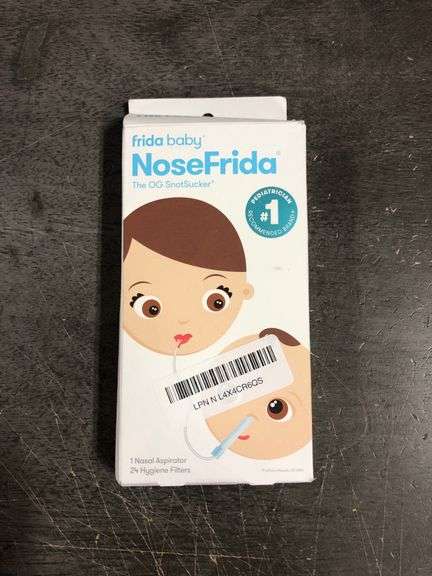 frida baby®
NoseFrida®
The OG SnotSucker®
PEDIATRICIAN
#1
RECOMMENDED BRAND+
LPN N L4X4CR6QS
1 Nasal Aspirator
24 Hygiene Filters